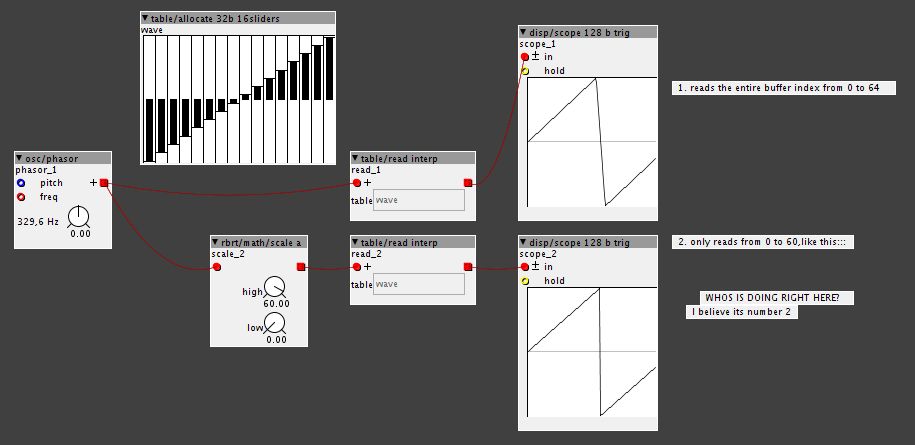 table/allocate 32b 16sliders
wave
disp/scope 128 b trig
scope_1
± in
hold
1. reads the entire buffer index from 0 to 64
osc/phasor
phasor_1
pitch +
freq
329,6 Hz
0.00
table/read interp
read_1
+
table wave
rbrt/math/scale a
scale_2
high
60.00
low
0.00
table/read interp
read_2
+
table wave
disp/scope 128 b trig
scope_2
± in
hold
2. only reads from 0 to 60,like this:::
WHOS IS DOING RIGHT HERE?
I believe its number 2